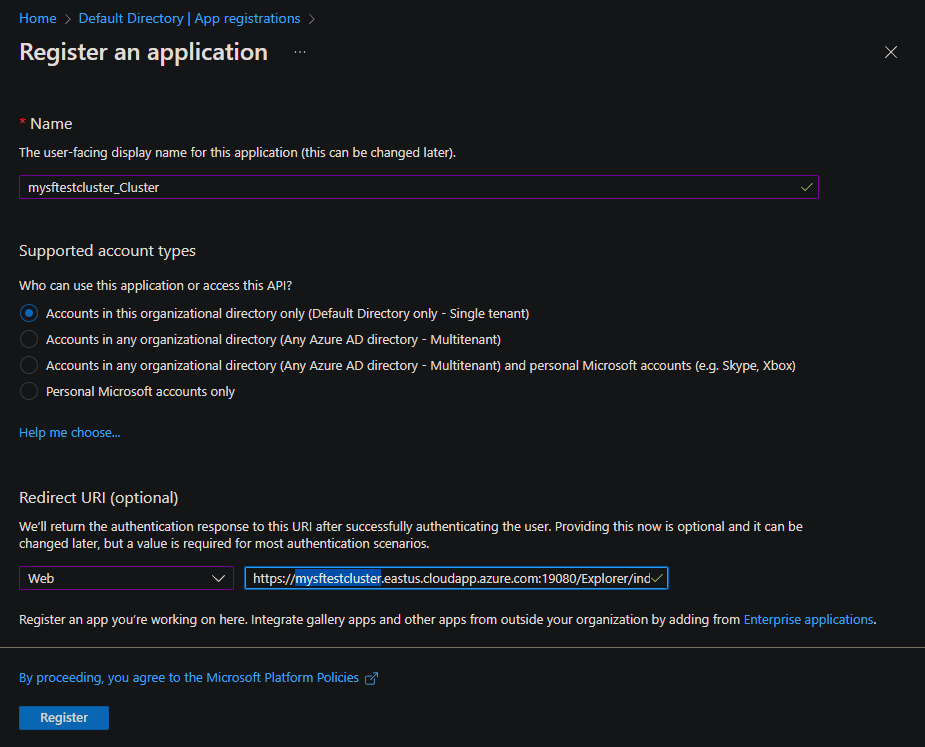 Home > Default Directory | App registrations >
Register an application ...
* Name
The user-facing display name for this application (this can be changed later).
mysftestcluster_Cluster
Supported account types
Who can use this application or access this API?
Accounts in this organizational directory only (Default Directory only - Single tenant)
Accounts in any organizational directory (Any Azure AD directory - Multitenant)
Accounts in any organizational directory (Any Azure AD directory - Multitenant) and personal Microsoft accounts (e.g. Skype, Xbox)
Personal Microsoft accounts only
Help me choose...
Redirect URI (optional)
We'll return the authentication response to this URI after successfully authenticating the user. Providing this now is optional and it can be
changed later, but a value is required for most authentication scenarios.
Web https://mysftestcluster.eastus.cloudapp.azure.com:19080/Explorer/ind
Register an app you're working on here. Integrate gallery apps and other apps from outside your organization by adding from Enterprise applications.
By proceeding, you agree to the Microsoft Platform Policies
Register